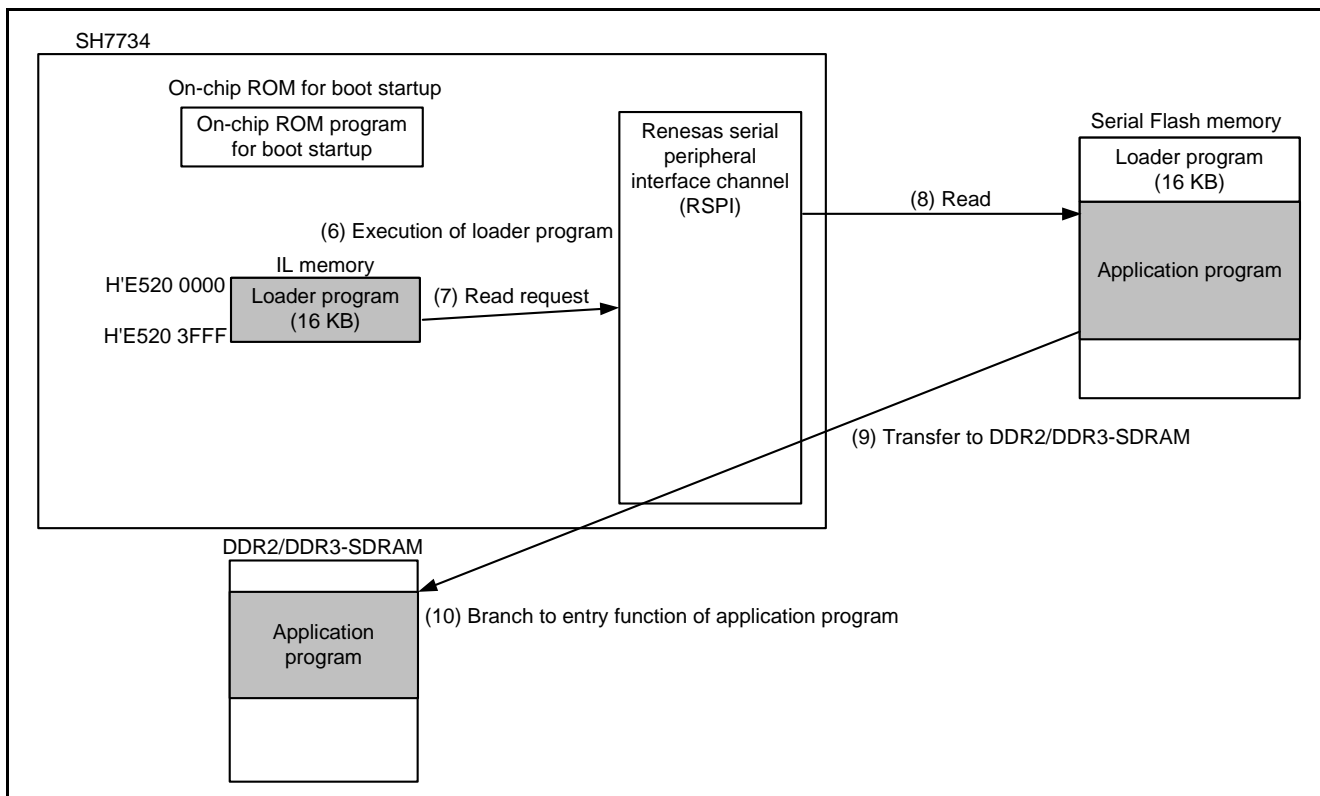 SH7734
On-chip ROM for boot startup
On-chip ROM program
for boot startup
Renesas serial
peripheral
interface channel
(RSPI)
Serial Flash memory
Loader program
(16 KB)
(8) Read
(6) Execution of loader program
Application program
IL memory
H'E520 0000
Loader program
(16 KB)
(7) Read request
H'E520 3FFF
(9) Transfer to DDR2/DDR3-SDRAM
DDR2/DDR3-SDRAM
(10) Branch to entry function of application program
Application
program